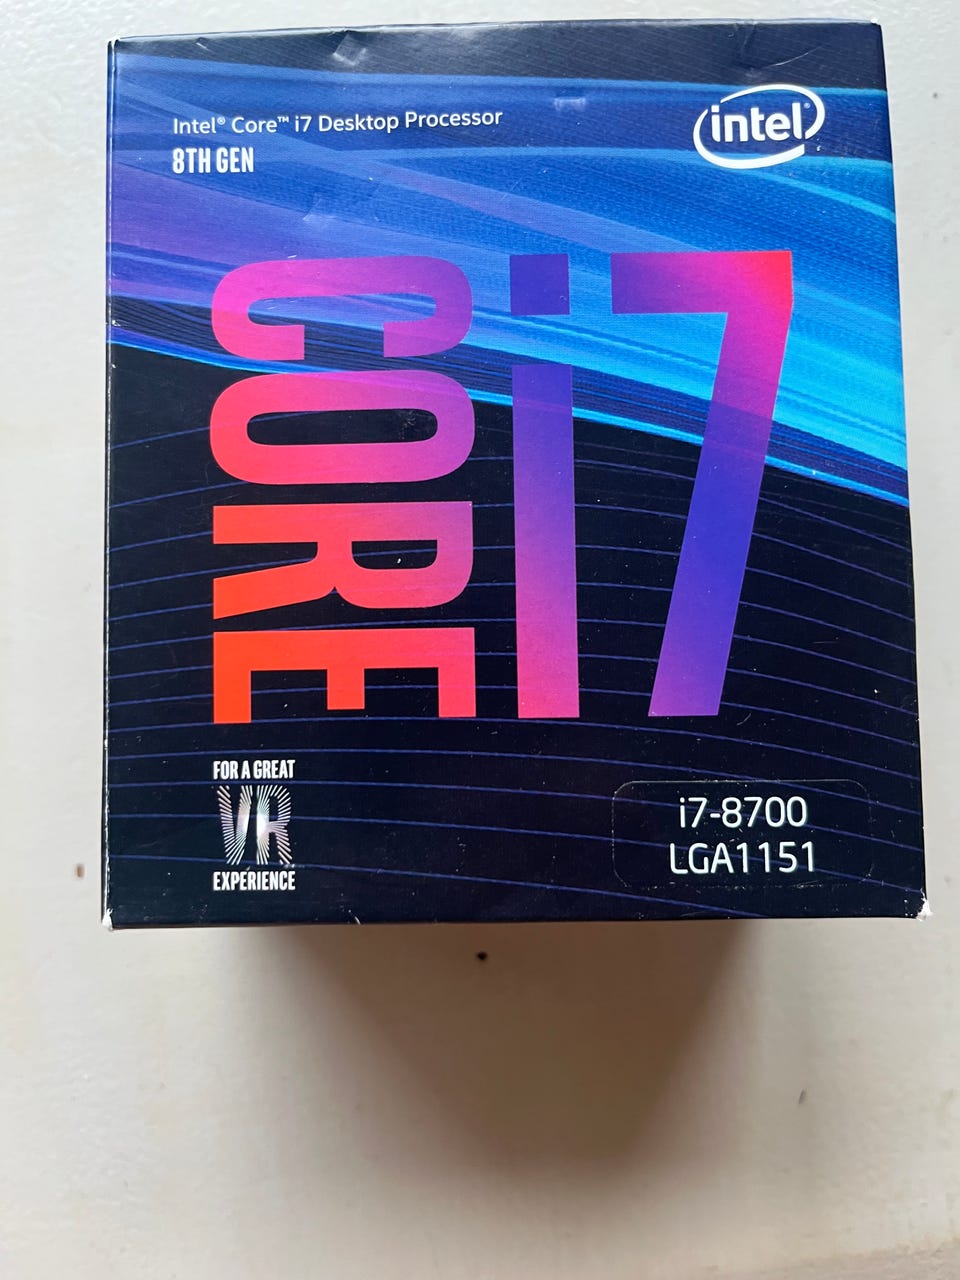 Intel® Core™ i7 Desktop Processor
8TH GEN
intel®
CORE i7
FOR A GREAT
VR
EXPERIENCE
i7-8700
LGA1151